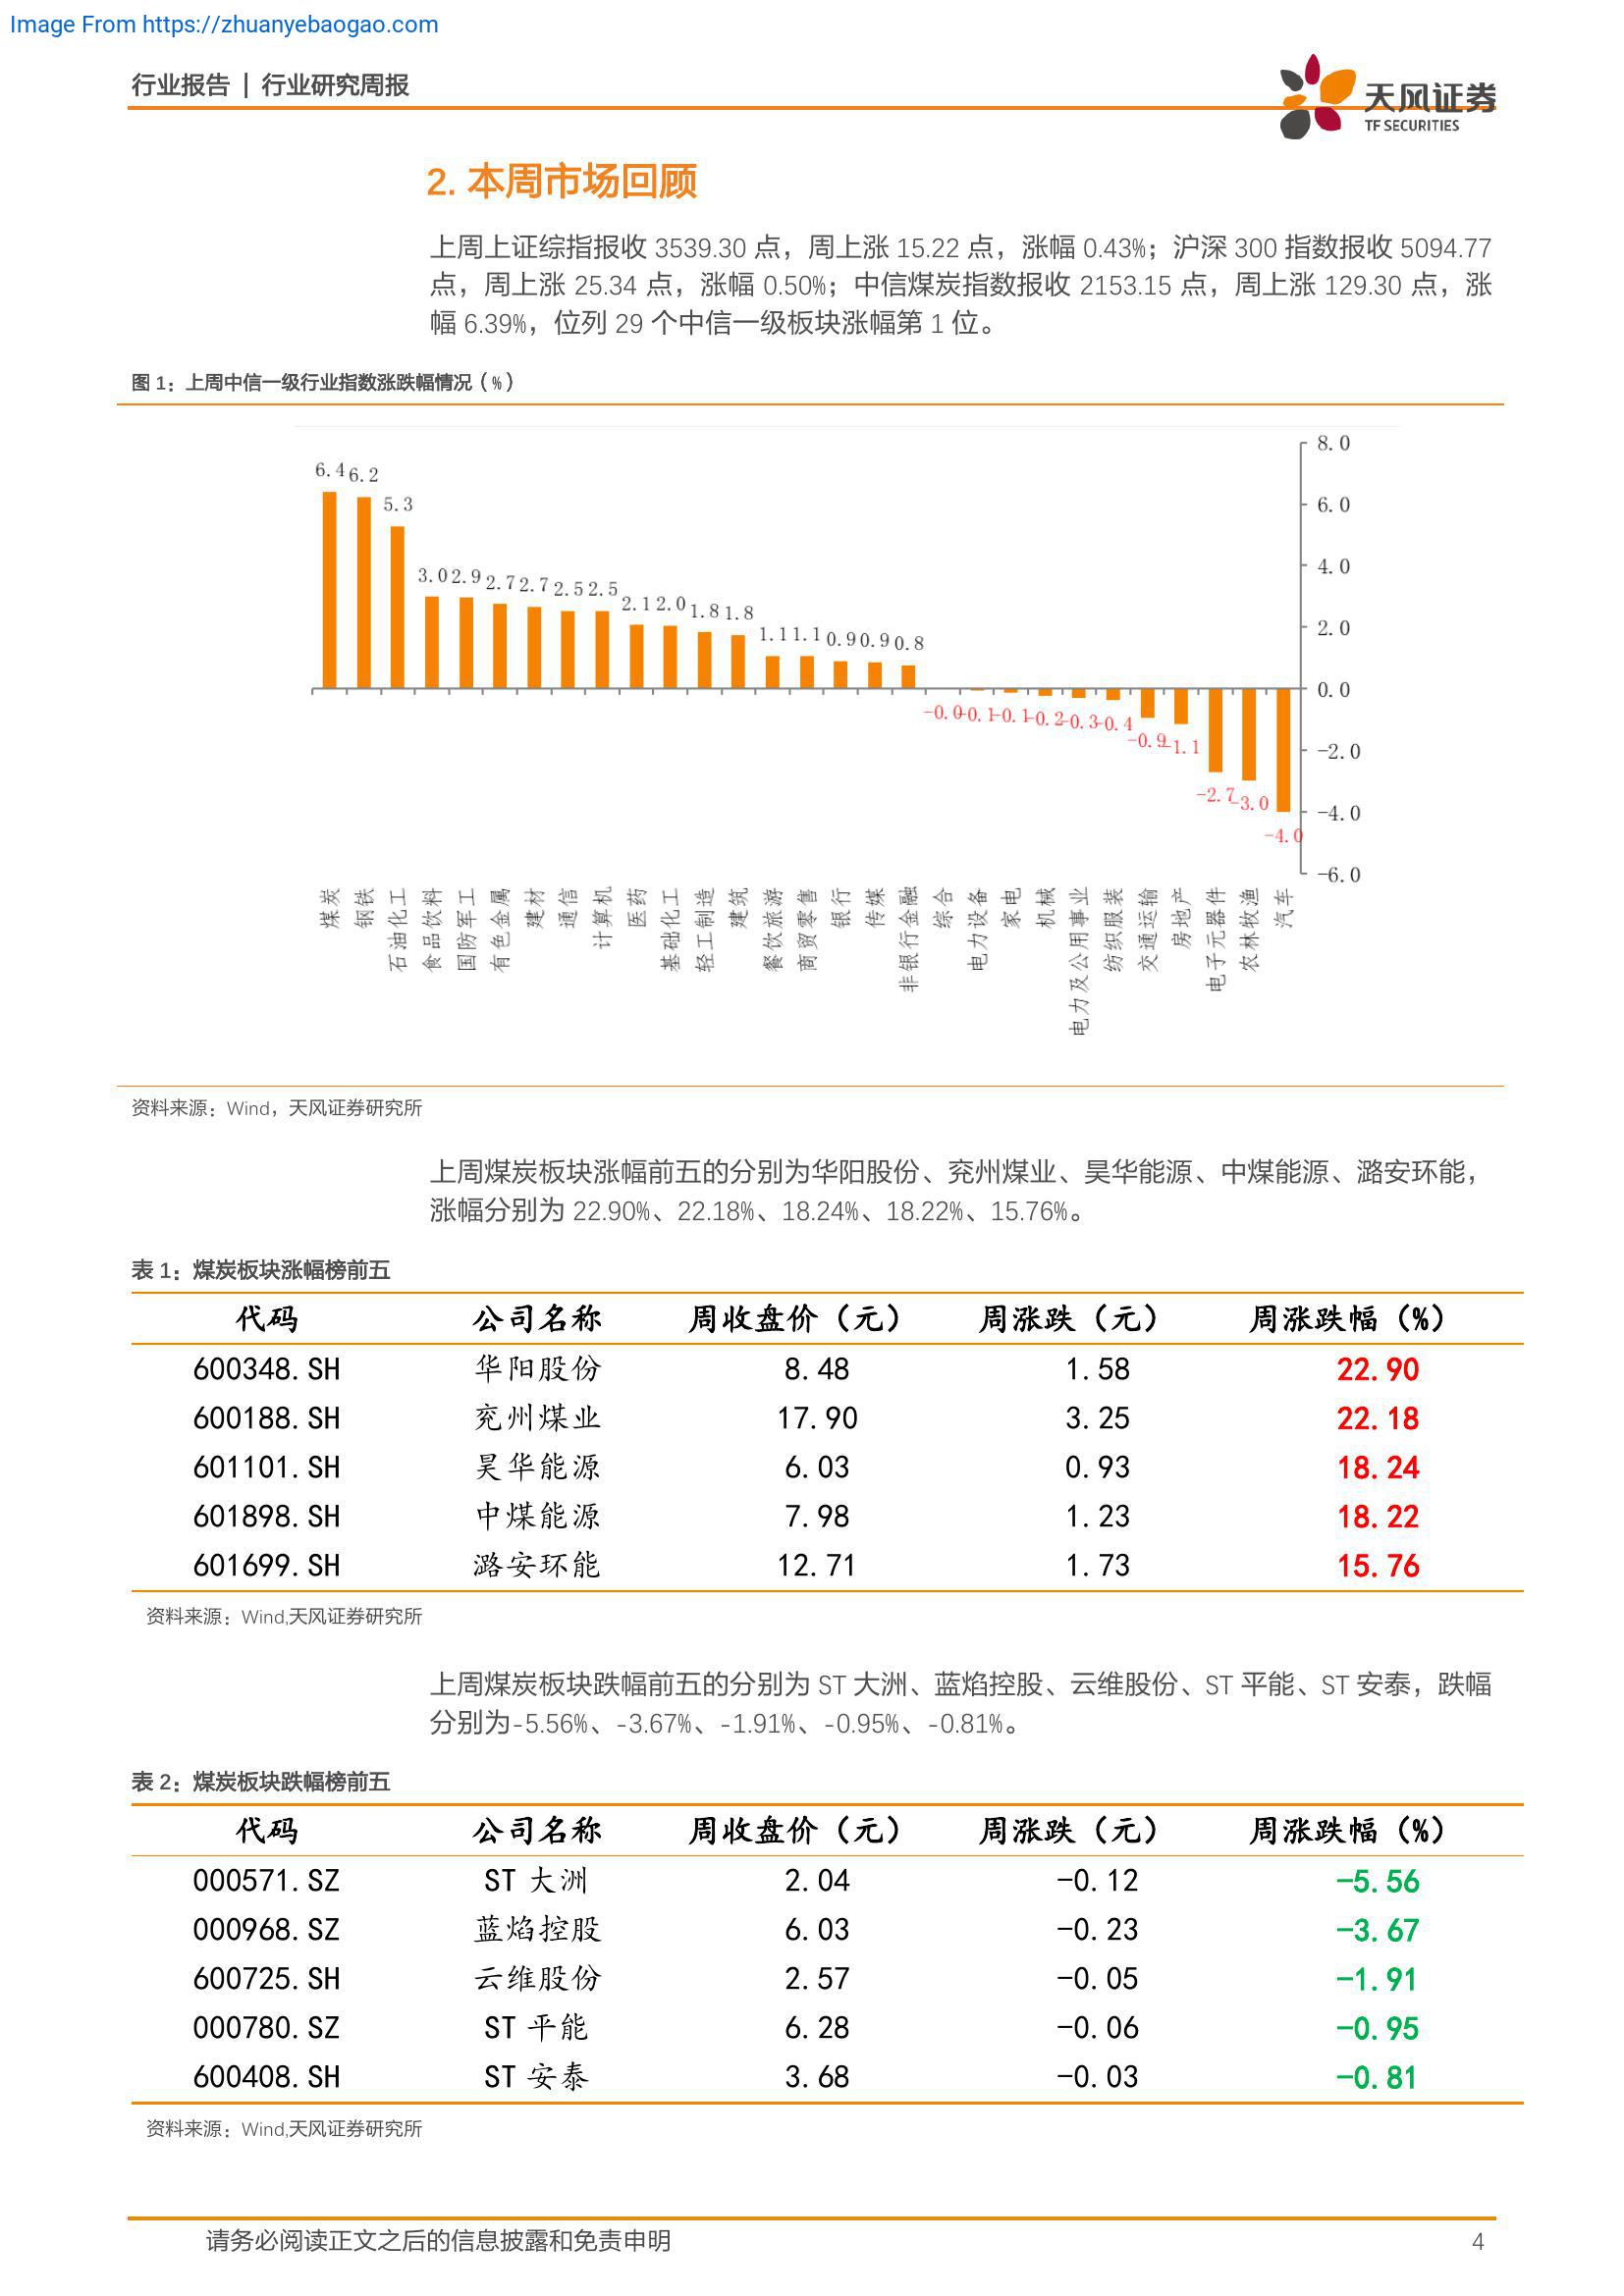 Image From https://zhuanyebaogao.com
行业报告 | 行业研究周报
天风证券
TF SECURITIES
2. 本周市场回顾
上周上证综指报收 3539.30 点，周上涨 15.22 点，涨幅 0.43%；沪深 300 指数报收 5094.77
点，周上涨 25.34 点，涨幅 0.50%；中信煤炭指数报收 2153.15 点，周上涨 129.30 点，涨
幅 6.39%，位列 29 个中信一级板块涨幅第 1 位。
图 1：上周中信一级行业指数涨跌幅情况（%）
6.4 6.2 5.3 3.0 2.9 2.7 2.7 2.5 2.5 2.1 2.0 1.8 1.8 1.1 1.1 0.9 0.9 0.8
-0.0 -0.1 -0.1 -0.2 -0.3 -0.4 -0.9 -1.1 -2.7 -3.0 -4.0
8.0
6.0
4.0
2.0
0.0
-2.0
-4.0
-6.0
煤炭
钢铁
石油化工
食品饮料
国防军工
有色金属
建材
通信
计算机
医药
基础化工
轻工制造
建筑
餐饮旅游
商贸零售
银行
传媒
非银行金融
综合
电力设备
家电
机械
电力及公用事业
纺织服装
交通运输
房地产
电子元器件
农林牧渔
汽车
资料来源：Wind，天风证券研究所
上周煤炭板块涨幅前五的分别为华阳股份、兖州煤业、昊华能源、中煤能源、潞安环能，
涨幅分别为 22.90%、22.18%、18.24%、18.22%、15.76%。
表 1：煤炭板块涨幅榜前五
代码 公司名称 周收盘价（元） 周涨跌（元） 周涨跌幅（%）
600348.SH 华阳股份 8.48 1.58 22.90
600188.SH 兖州煤业 17.90 3.25 22.18
601101.SH 昊华能源 6.03 0.93 18.24
601898.SH 中煤能源 7.98 1.23 18.22
601699.SH 潞安环能 12.71 1.73 15.76
资料来源：Wind,天风证券研究所
上周煤炭板块跌幅前五的分别为 ST 大洲、蓝焰控股、云维股份、ST 平能、ST 安泰，跌幅
分别为-5.56%、-3.67%、-1.91%、-0.95%、-0.81%。
表 2：煤炭板块跌幅榜前五
代码 公司名称 周收盘价（元） 周涨跌（元） 周涨跌幅（%）
000571.SZ ST 大洲 2.04 -0.12 -5.56
000968.SZ 蓝焰控股 6.03 -0.23 -3.67
600725.SH 云维股份 2.57 -0.05 -1.91
000780.SZ ST 平能 6.28 -0.06 -0.95
600408.SH ST 安泰 3.68 -0.03 -0.81
资料来源：Wind,天风证券研究所
请务必阅读正文之后的信息披露和免责申明 4